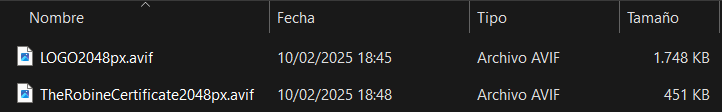 Nombre Fecha Tipo Tamaño
LOGO2048px.avif 10/02/2025 18:45 Archivo AVIF 1.748 KB
TheRobineCertificate2048px.avif 10/02/2025 18:48 Archivo AVIF 451 KB